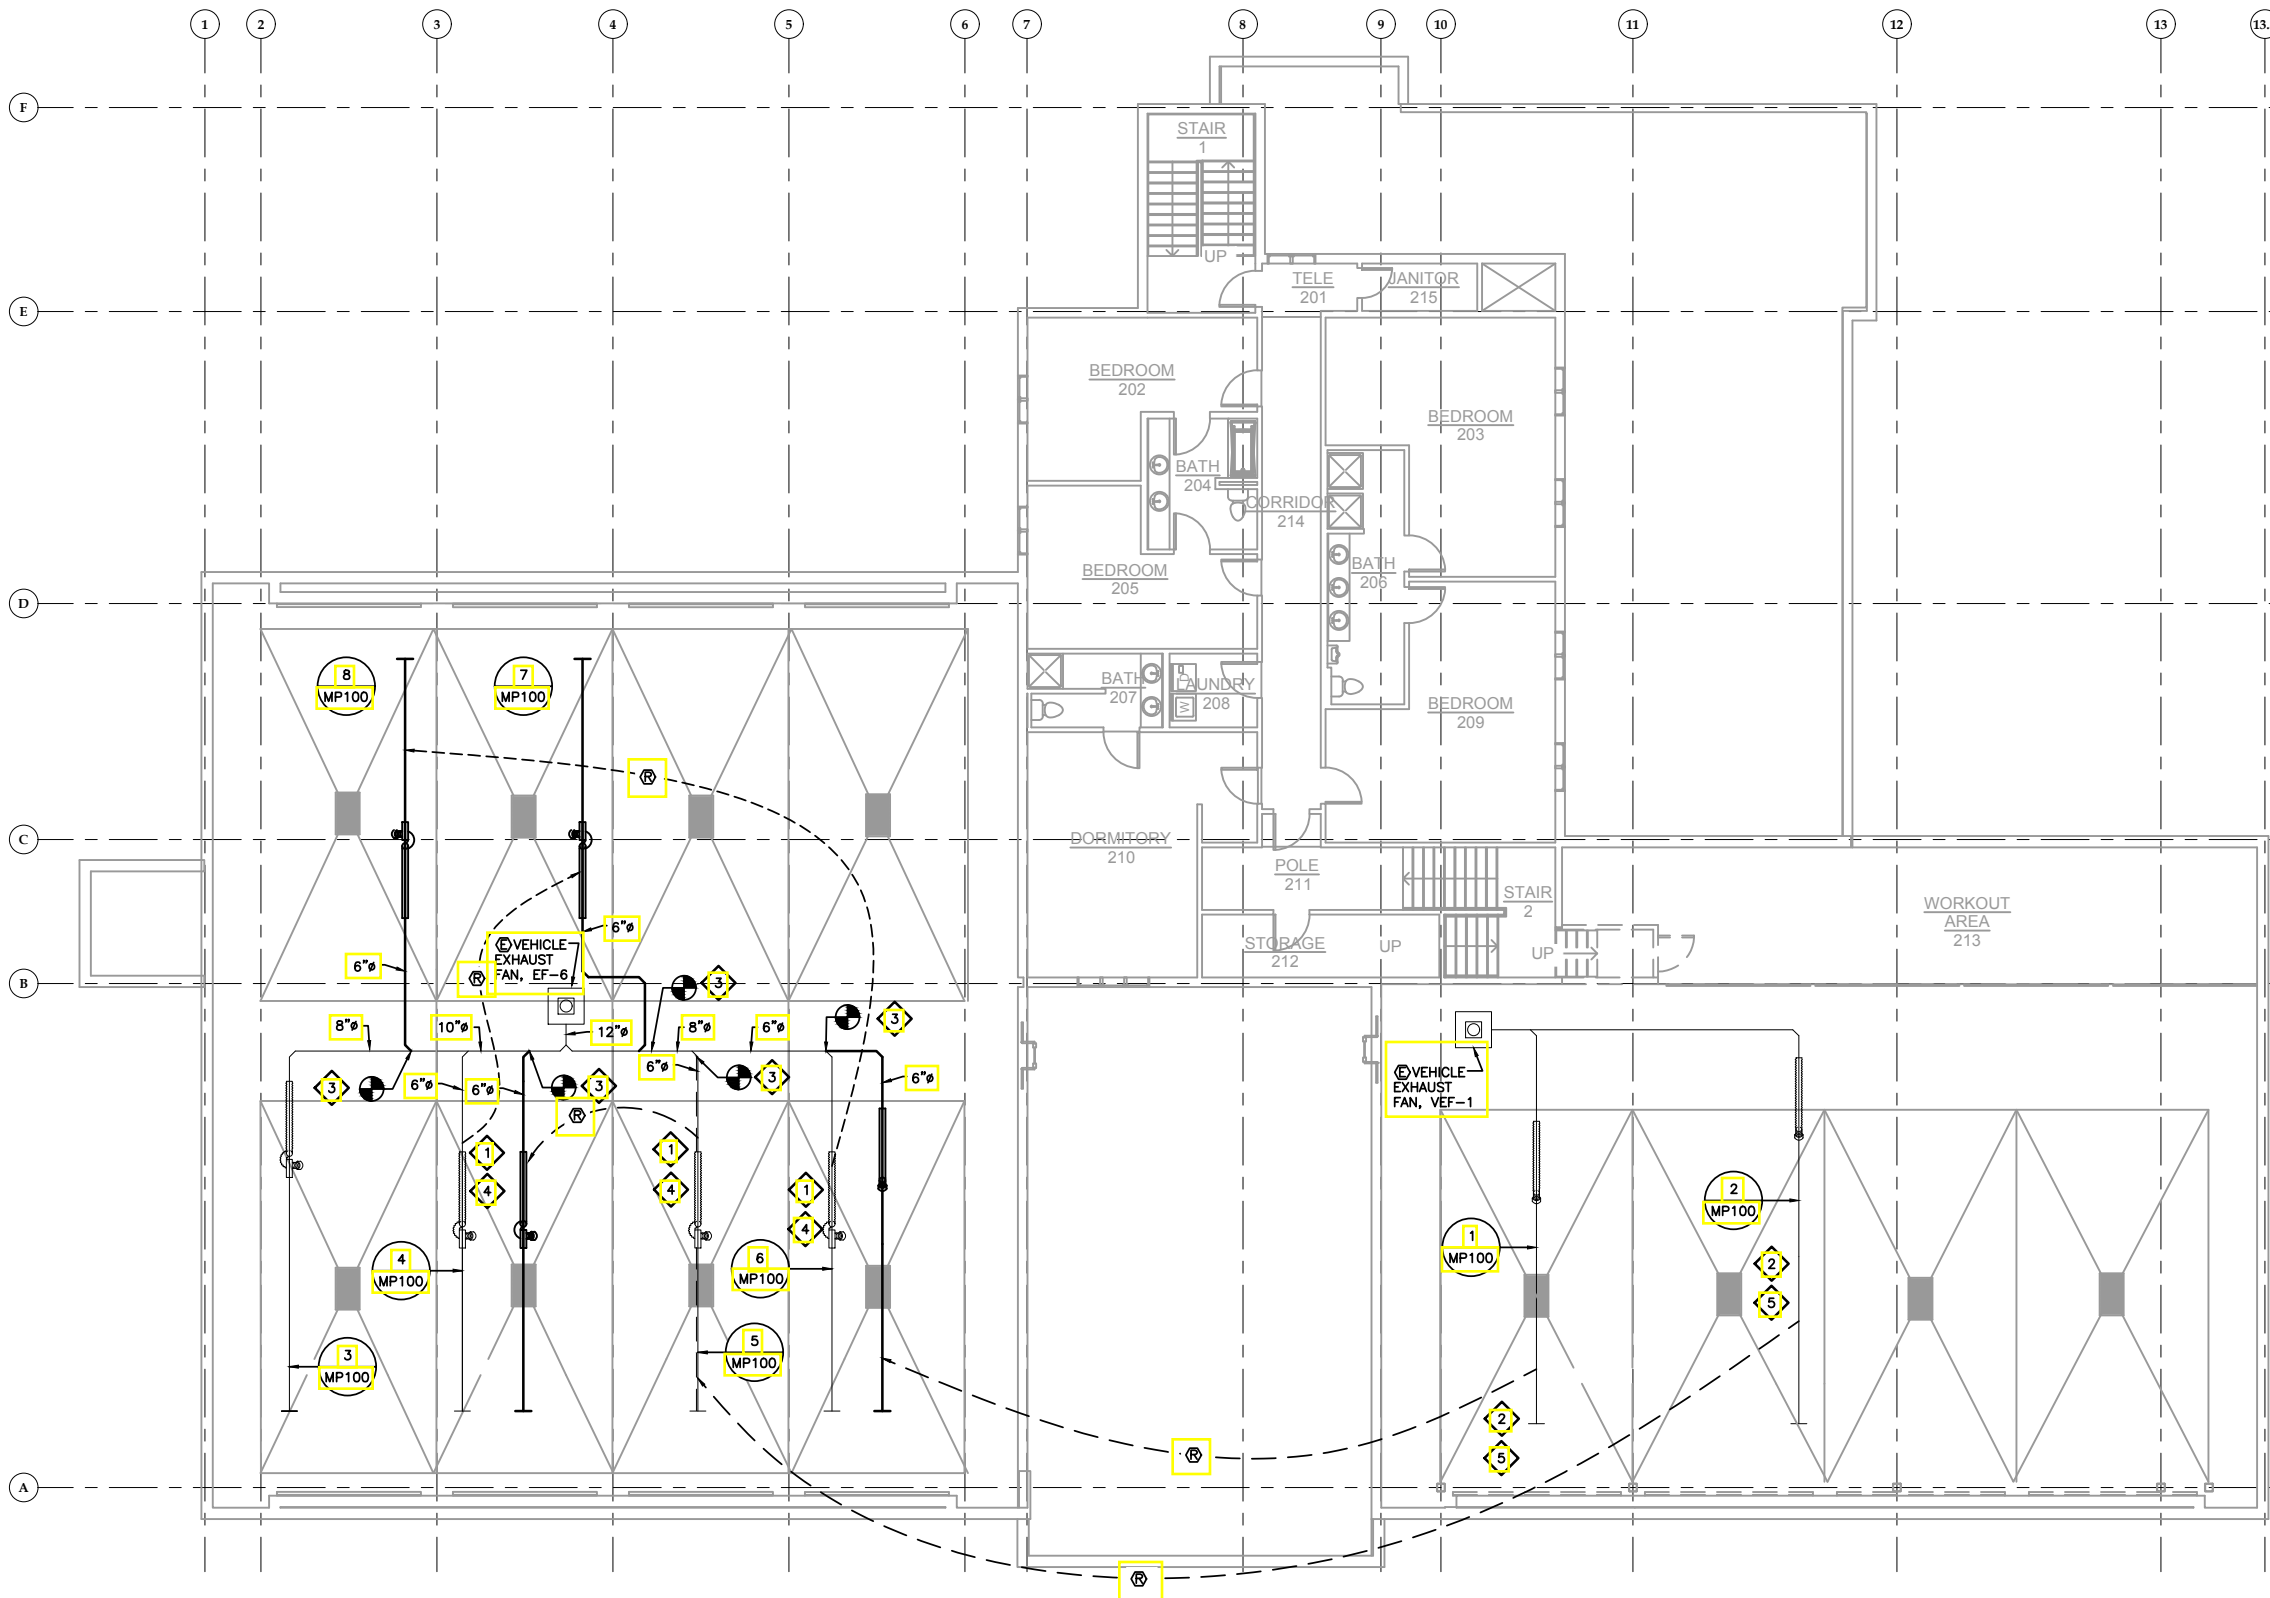 1 2 3 4 5 6 7 8 9 10 11 12 13 13.
F
STAIR
1
UP
TELE
201
JANITOR
215
E
BEDROOM
202
BEDROOM
203
BATH
204
CORRIDOR
214
BATH
206
BEDROOM
205
D
8
MP100
7
MP100
BATH
207
D
LAUNDRY
208
W
BEDROOM
209
R
C
DORMITORY
210
POLE
211
STAIR
2
WORKOUT
AREA
213
6"ø
E VEHICLE
EXHAUST
FAN, EF-6
STORAGE
212
UP
UP
6"ø
R
B
3
8"ø
10"ø
12"ø
8"ø
6"ø
3
6"ø
3
6"ø
6"ø
3
3
6"ø
E VEHICLE
EXHAUST
FAN, VEF-1
R
1
4
1
4
1
4
2
MP100
1
MP100
4
MP100
6
MP100
2
5
3
MP100
5
MP100
2
5
R
A
R